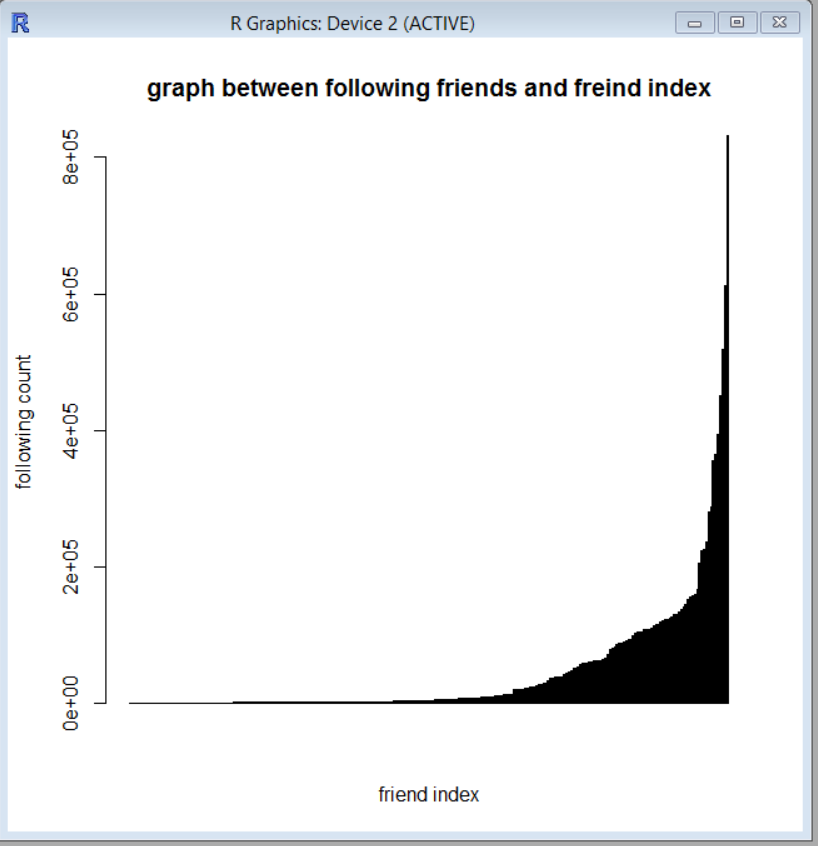 R Graphics: Device 2 (ACTIVE)
graph between following friends and freind index
8e+05
6e+05
4e+05
2e+05
0e+00
following count
friend index